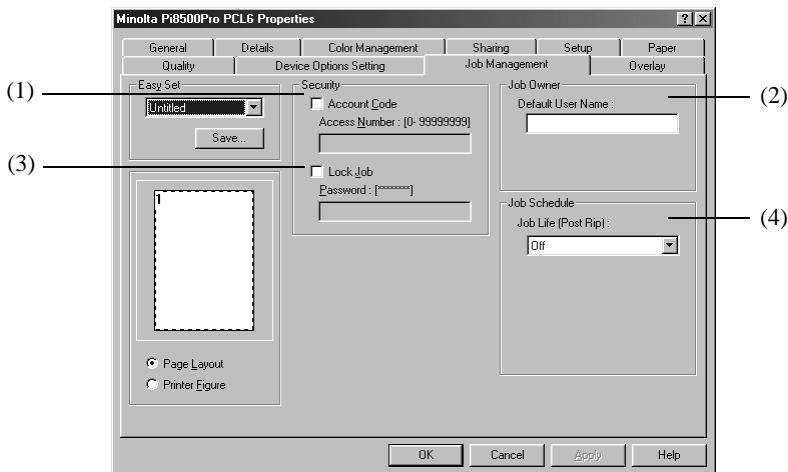 Minolta Pi8500Pro PCL6 Properties
General Details Color Management Sharing Setup Paper
Quality Device Options Setting Job Management Overlay
(1)
(3)
Easy Set
Untitled
Save...
1
Page Layout
Printer Figure
Security
Account Code
Access Number : [0- 99999999]
Lock Job
Password : [********]
Job Owner
Default User Name :
(2)
Job Schedule
Job Life (Post Rip) :
Off
(4)
OK Cancel Apply Help